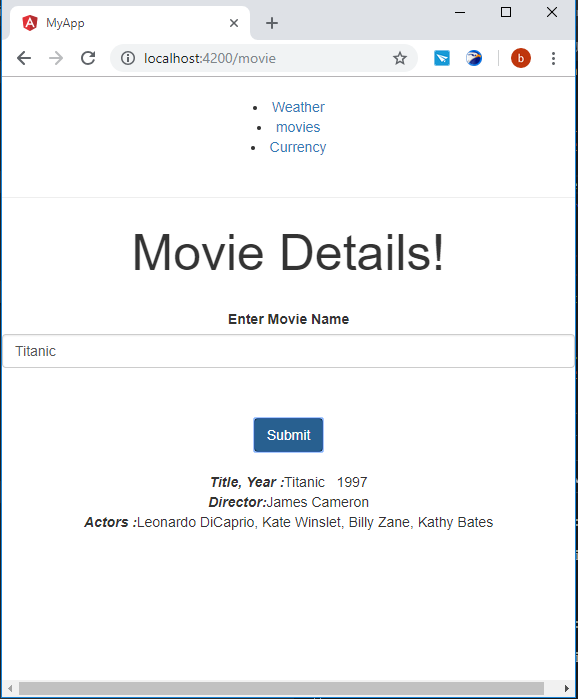 MyApp
localhost:4200/movie
b
Weather
movies
Currency
Movie Details!
Enter Movie Name
Titanic
Submit
Title, Year :Titanic 1997
Director:James Cameron
Actors :Leonardo DiCaprio, Kate Winslet, Billy Zane, Kathy Bates